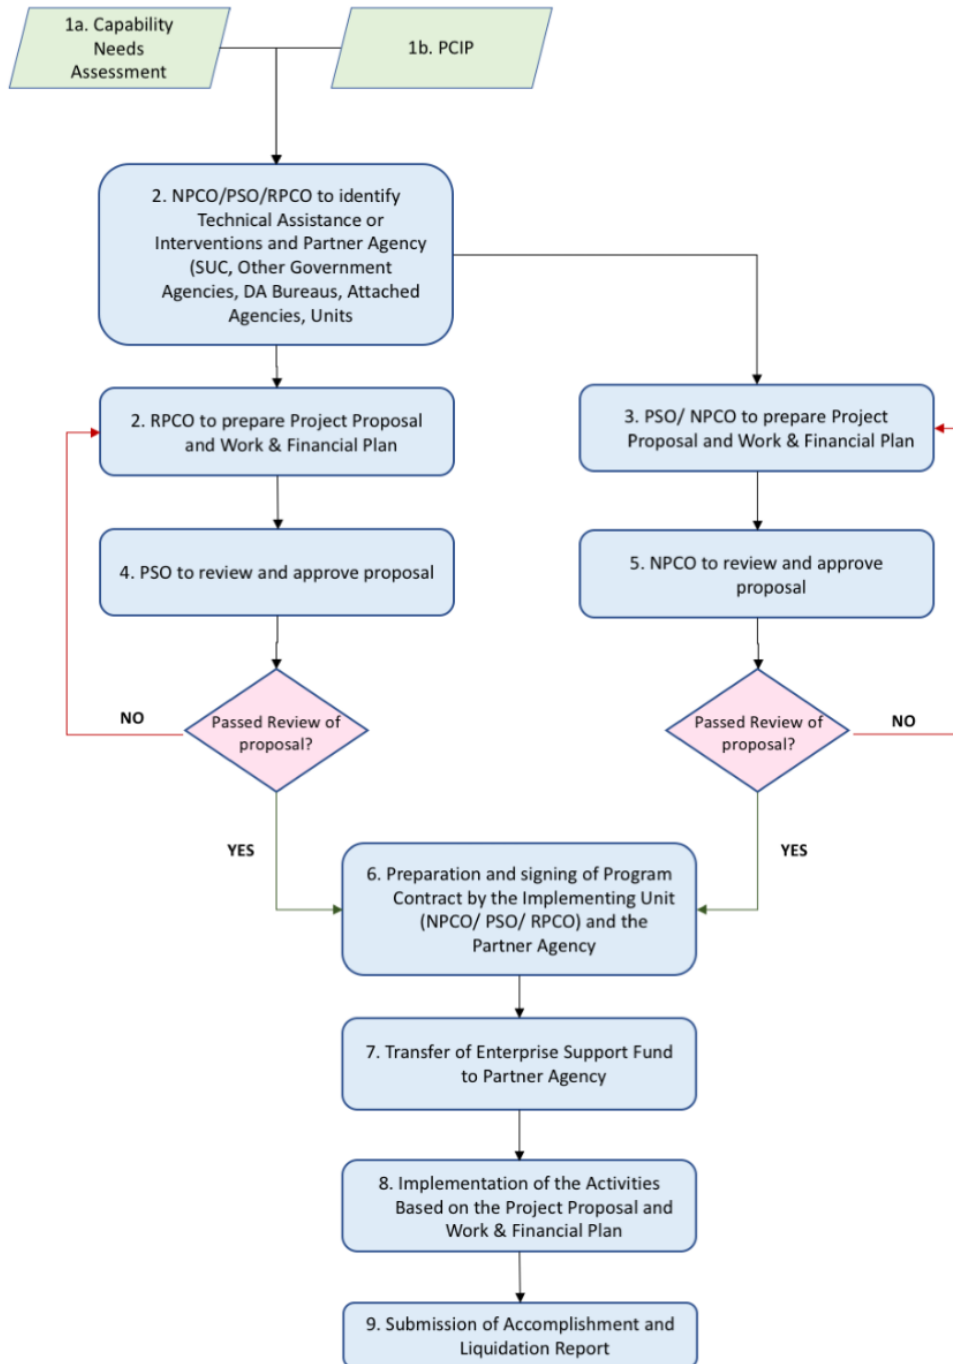 1a. Capability
Needs
Assessment
1b. PCIP
2. NPCO/PSO/RPCO to identify
Technical Assistance or
Interventions and Partner Agency
(SUC, Other Government
Agencies, DA Bureaus, Attached
Agencies, Units
2. RPCO to prepare Project Proposal
and Work & Financial Plan
3. PSO/ NPCO to prepare Project
Proposal and Work & Financial Plan
4. PSO to review and approve proposal
5. NPCO to review and approve
proposal
Passed Review of
proposal?
NO
YES
Passed Review of
proposal?
NO
YES
6. Preparation and signing of Program
Contract by the Implementing Unit
(NPCO/ PSO/ RPCO) and the
Partner Agency
7. Transfer of Enterprise Support Fund
to Partner Agency
8. Implementation of the Activities
Based on the Project Proposal and
Work & Financial Plan
9. Submission of Accomplishment and
Liquidation Report